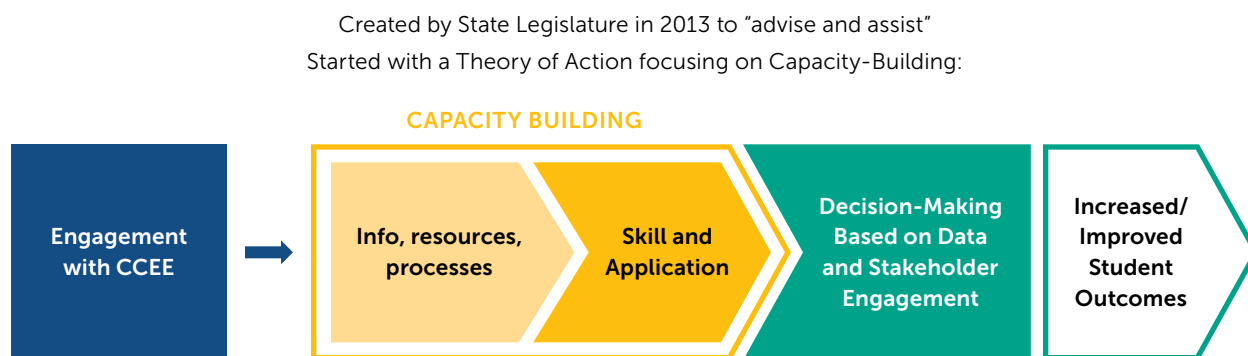 Created by State Legislature in 2013 to “advise and assist”
Started with a Theory of Action focusing on Capacity-Building:
CAPACITY BUILDING
Engagement
with CCEE
Info, resources,
processes
Skill and
Application
Decision-Making
Based on Data
and Stakeholder
Engagement
Increased/
Improved
Student
Outcomes